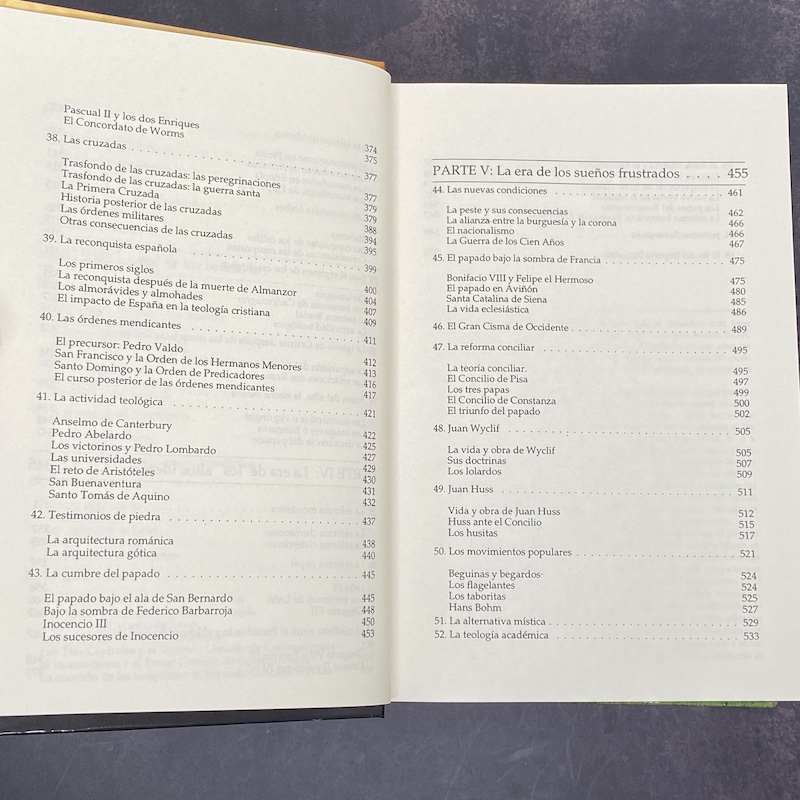 Pascual II y los dos Enriques 374
El Concordato de Worms 375
38. Las cruzadas . . . . . . . . . . . . . . . . . . . . 377
Trasfondo de las cruzadas: las peregrinaciones 377
Trasfondo de las cruzadas: la guerra santa 379
La Primera Cruzada 379
Historia posterior de las cruzadas 388
Las órdenes militares 394
Otras consecuencias de las cruzadas 395
39. La reconquista española . . . . . . . . . . . . . . . . 399
Los primeros siglos 400
La reconquista después de la muerte de Almanzor 404
Los almorávides y almohades 407
El impacto de España en la teología cristiana 409
40. Las órdenes mendicantes . . . . . . . . . . . . . . . . 411
El precursor: Pedro Valdo 412
San Francisco y la Orden de los Hermanos Menores 413
Santo Domingo y la Orden de Predicadores 416
El curso posterior de las órdenes mendicantes 417
41. La actividad teológica . . . . . . . . . . . . . . . . 421
Anselmo de Canterbury 422
Pedro Abelardo 425
Los victorinos y Pedro Lombardo 427
Las universidades 429
El reto de Aristóteles 430
San Buenaventura 431
Santo Tomás de Aquino 432
42. Testimonios de piedra . . . . . . . . . . . . . . . . 437
La arquitectura románica 438
La arquitectura gótica 440
43. La cumbre del papado . . . . . . . . . . . . . . . . 445
El papado bajo el ala de San Bernardo 445
Bajo la sombra de Federico Barbarroja 448
Inocencio III 450
Los sucesores de Inocencio 453
PARTE V: La era de los sueños frustrados . . . . 455
44. Las nuevas condiciones . . . . . . . . . . . . . . . . 461
La peste y sus consecuencias 462
La alianza entre la burguesía y la corona 466
El nacionalismo 466
La Guerra de los Cien Años 467
45. El papado bajo la sombra de Francia . . . . . . . . . . . . 475
Bonifacio VIII y Felipe el Hermoso 475
El papado en Aviñón 480
Santa Catalina de Siena 485
La vida eclesiástica 486
46. El Gran Cisma de Occidente . . . . . . . . . . . . . . 489
47. La reforma conciliar . . . . . . . . . . . . . . . . 495
La teoría conciliar. 495
El Concilio de Pisa 497
Los tres papas 499
El Concilio de Constanza 500
El triunfo del papado 502
48. Juan Wyclif . . . . . . . . . . . . . . . . . . . . 505
La vida y obra de Wyclif 505
Sus doctrinas 507
Los lolardos 509
49. Juan Huss . . . . . . . . . . . . . . . . . . . . 511
Vida y obra de Juan Huss 512
Huss ante el Concilio 515
Los husitas 517
50. Los movimientos populares . . . . . . . . . . . . . . 521
Beguinas y begardos 524
Los flagelantes 524
Los taboritas 525
Hans Bohm 527
51. La alternativa mística . . . . . . . . . . . . . . . . 529
52. La teología académica . . . . . . . . . . . . . . . . 533